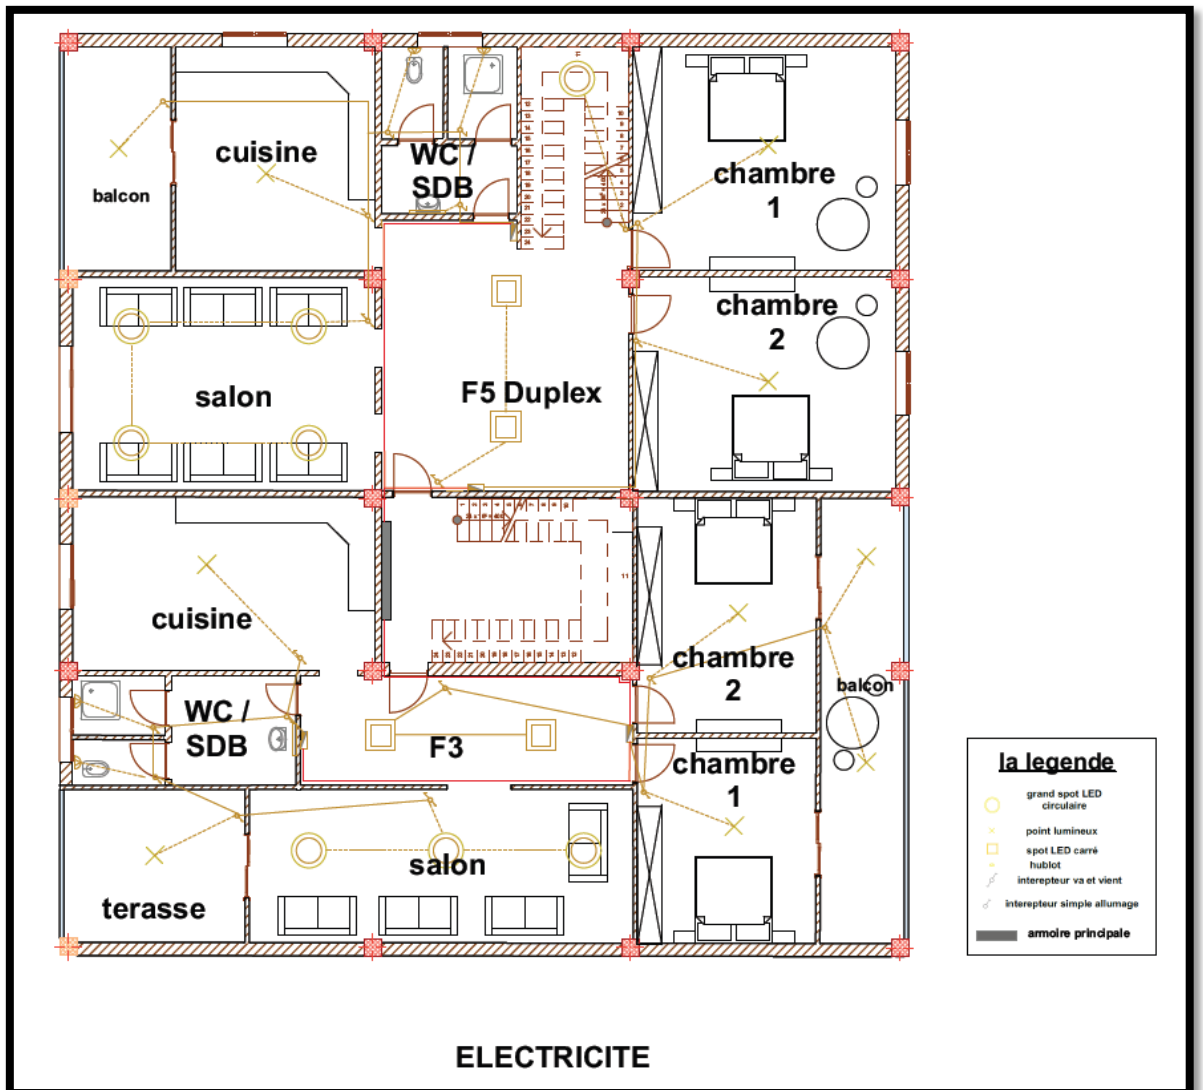 cuisine
balcon
WC /
SDB
chambre
1
chambre
2
salon
F5 Duplex
11
cuisine
11
chambre
2
balcon
WC /
SDB
F3
chambre
1
salon
terasse
la legende
grand spot LED
circulaire
point lumineux
spot LED carré
hublot
interepteur va et vient
interepteur simple allumage
armoire principale
ELECTRICITE